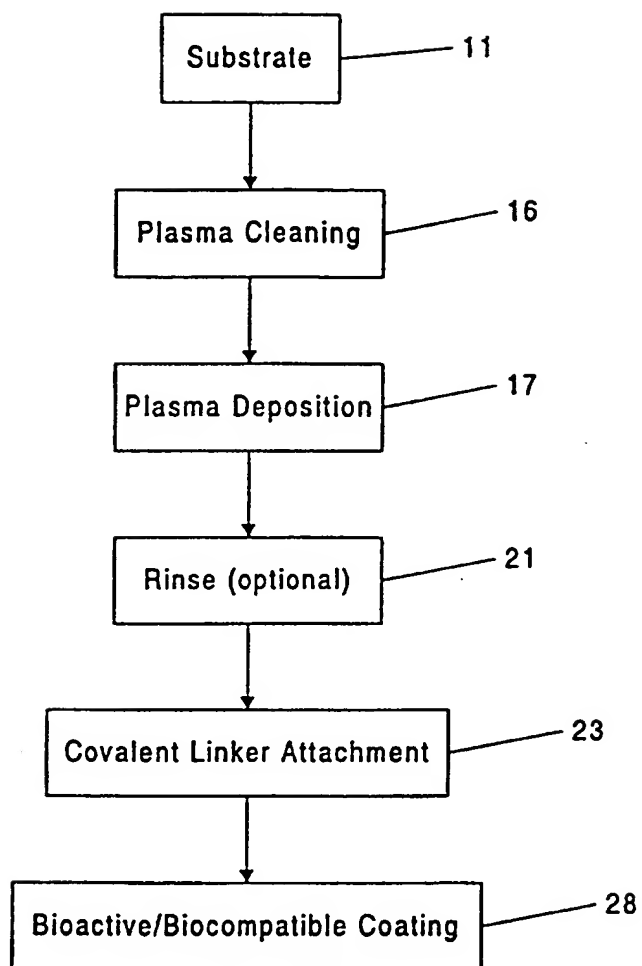 Substrate 11
Plasma Cleaning 16
Plasma Deposition 17
Rinse (optional) 21
Covalent Linker Attachment 23
Bioactive/Biocompatible Coating 28